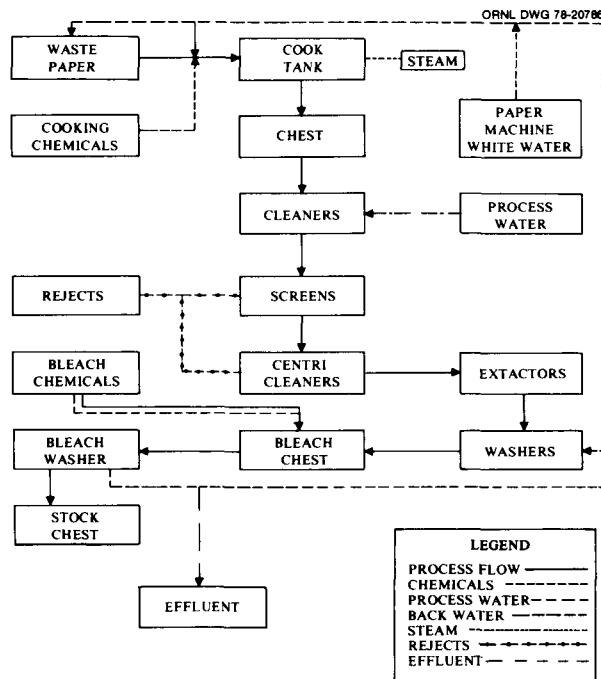 ORNL DWG 78-20786
WASTE
PAPER
COOK
TANK
STEAM
COOKING
CHEMICALS
CHEST
PAPER
MACHINE
WHITE WATER
CLEANERS
PROCESS
WATER
REJECTS
SCREENS
BLEACH
CHEMICALS
CENTRI
CLEANERS
EXTACTORS
BLEACH
WASHER
BLEACH
CHEST
WASHERS
STOCK
CHEST
EFFLUENT
LEGEND
PROCESS FLOW
CHEMICALS
PROCESS WATER
BACK WATER
STEAM
REJECTS
EFFLUENT